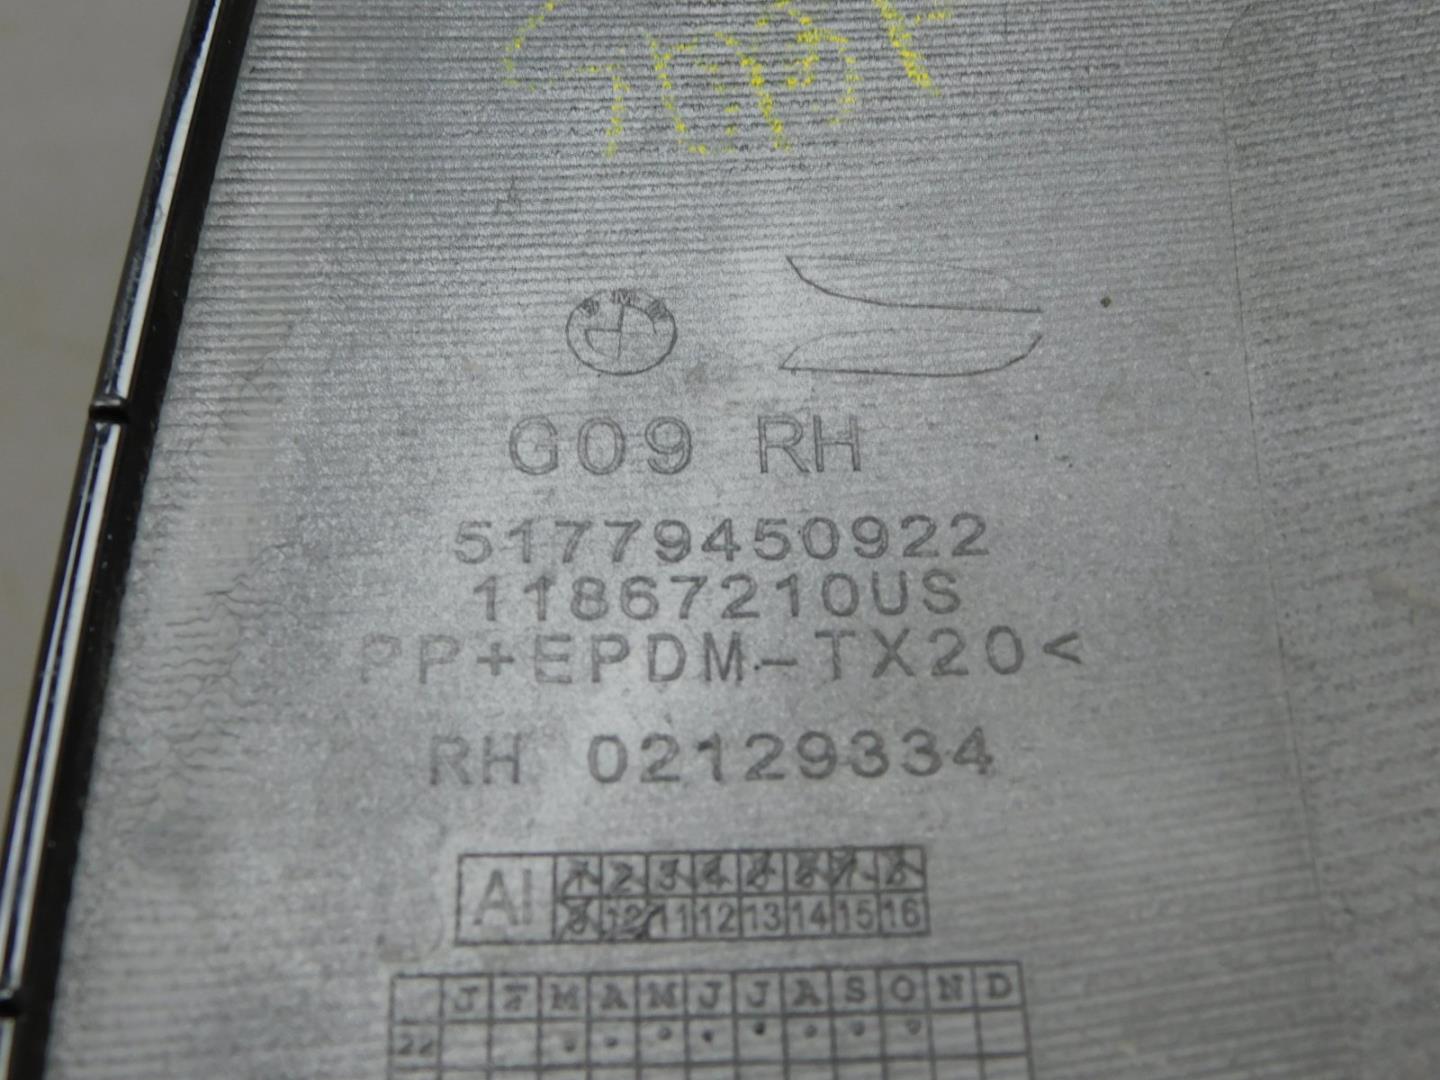 BMW
G09 RH
51779450922
11867210US
PP+EPDM-TX20<
RH 02129334
AI 1 2 3 4 5 6 7 8
9 10 11 12 13 14 15 16
J F M A M J J A S O N D
22